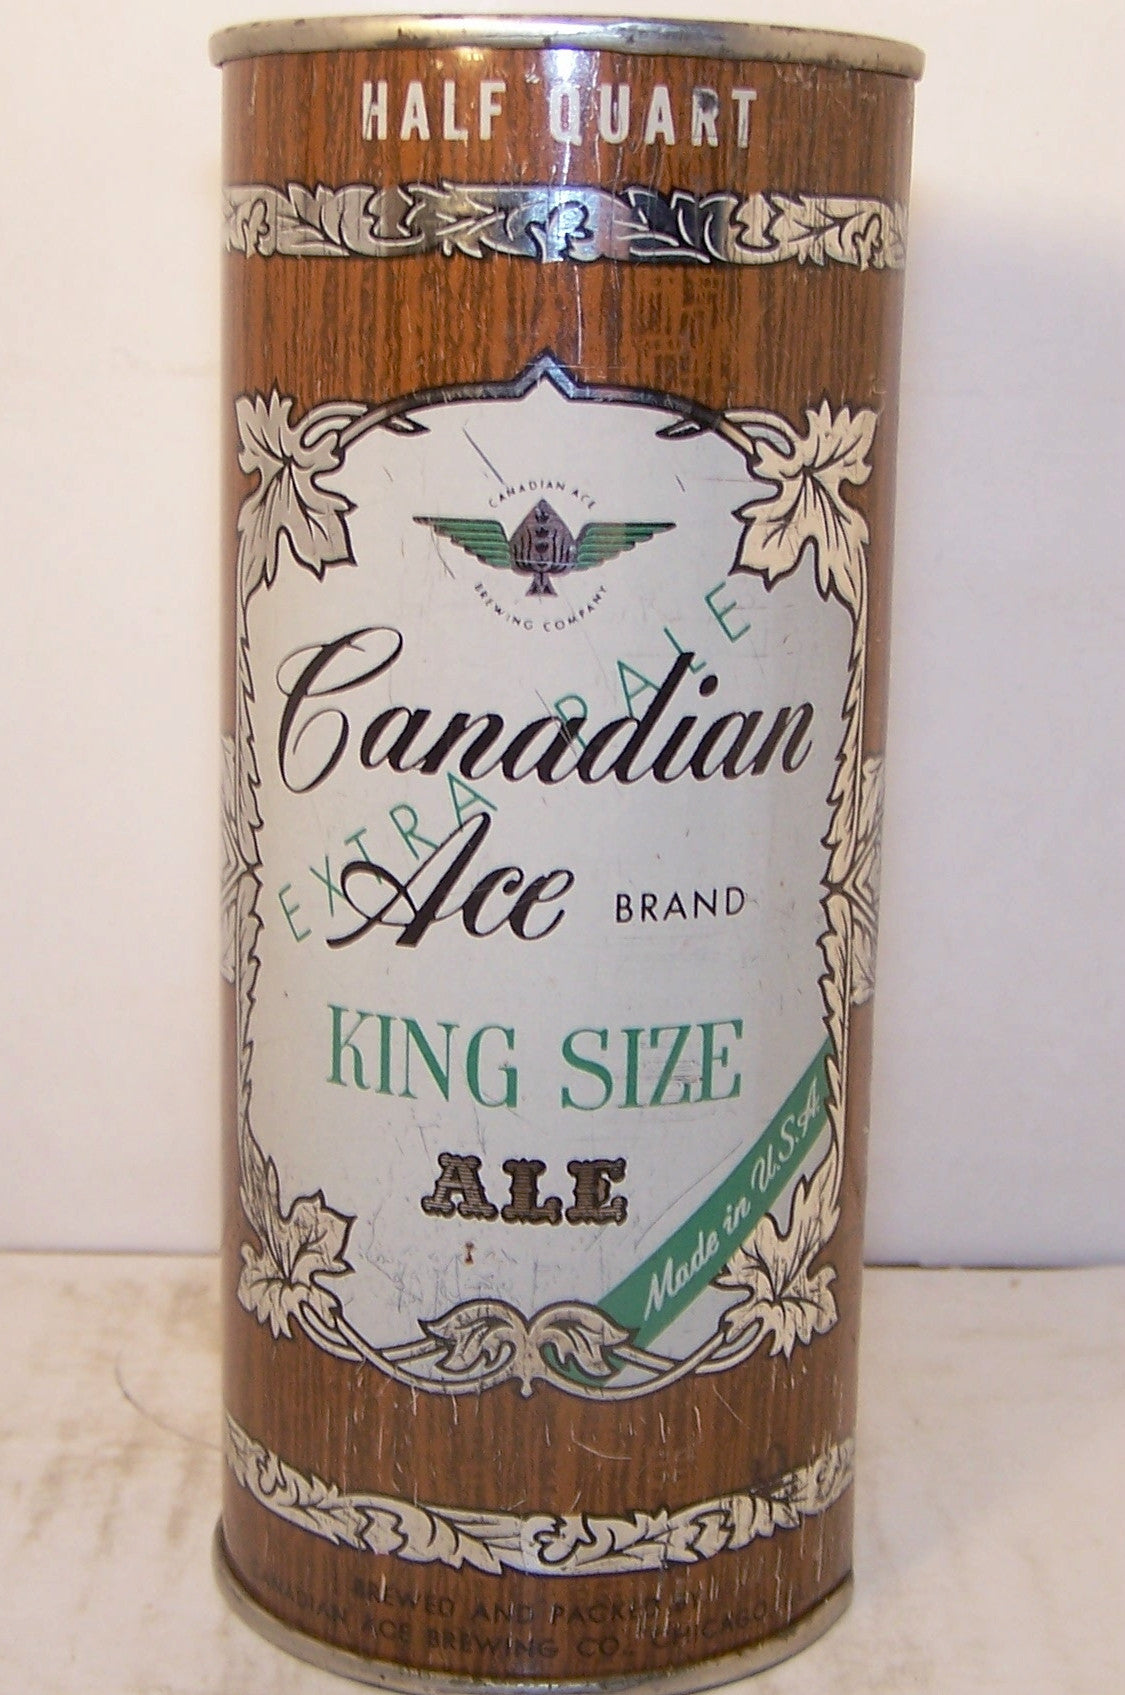 HALF QUART
CANADIAN ACE
BREWING COMPANY
EXTRA PALE
Canadian
Ace BRAND
KING SIZE
ALE
Made in U.S.A.
BREWED AND PACKED BY
CANADIAN ACE BREWING CO., CHICAGO